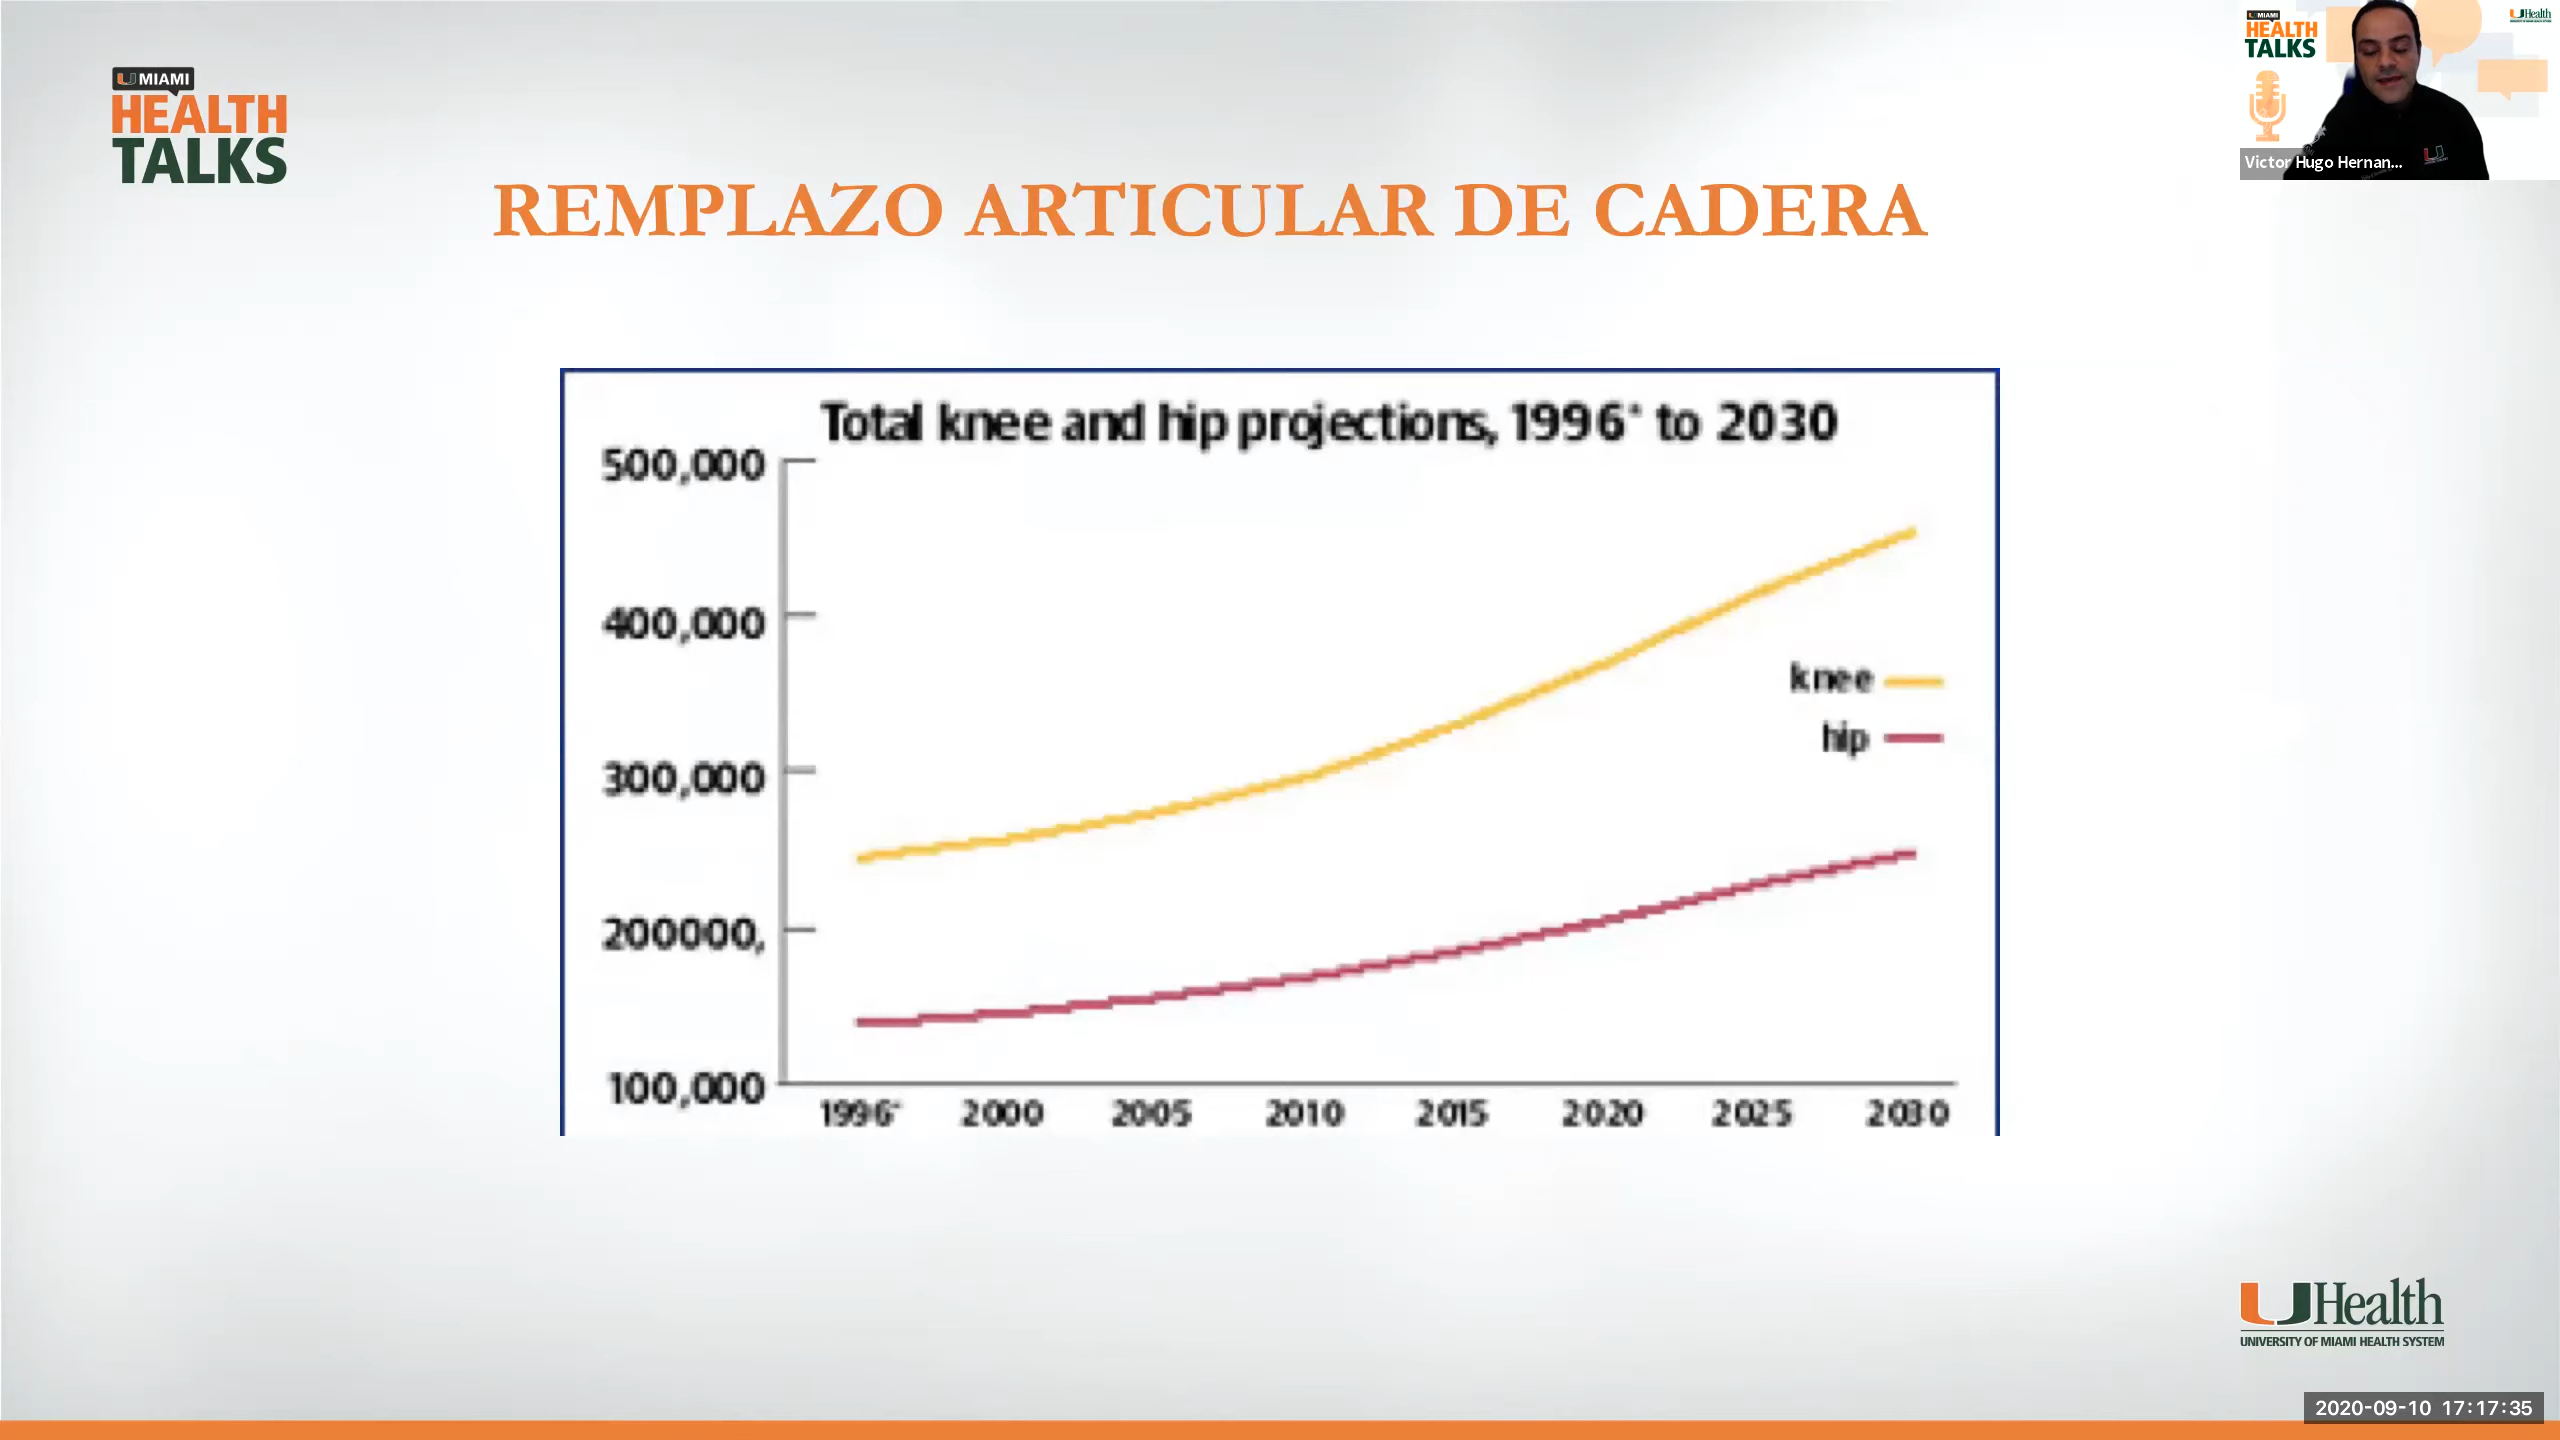 U MIAMI
HEALTH
TALKS
REMPLAZO ARTICULAR DE CADERA
U MIAMI
HEALTH
TALKS
UHealth
Victor Hugo Hernan...
Total knee and hip projections, 1996* to 2030
500,000
400,000
300,000
200000,
100,000
knee
hip
1996* 2000 2005 2010 2015 2020 2025 2030
UHealth
UNIVERSITY OF MIAMI HEALTH SYSTEM
2020-09-10 17:17:35